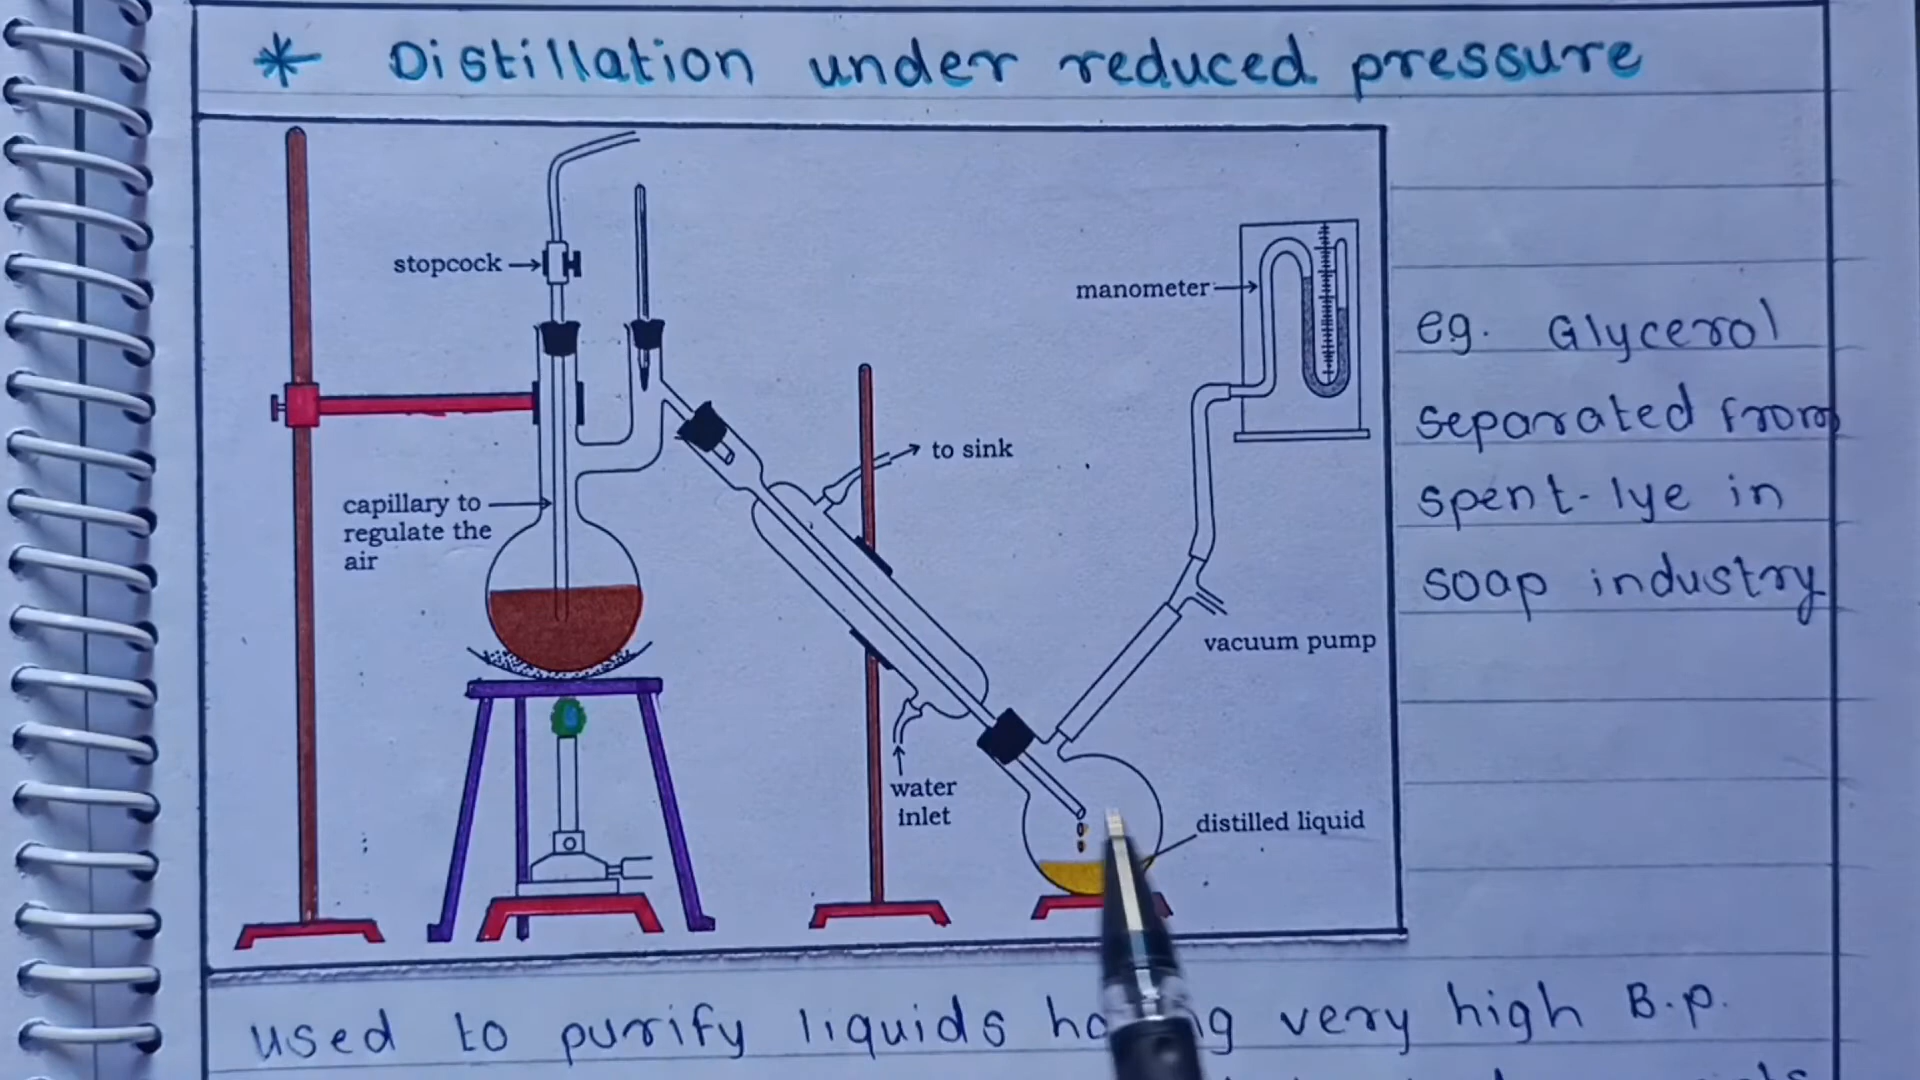 * Distillation under reduced pressure
stopcock
manometer
eg. Glycerol
separated from
spent-lye in
soap industry
to sink
capillary to
regulate the
air
vacuum pump
water
inlet
distilled liquid
used to purify liquids very high B.p.